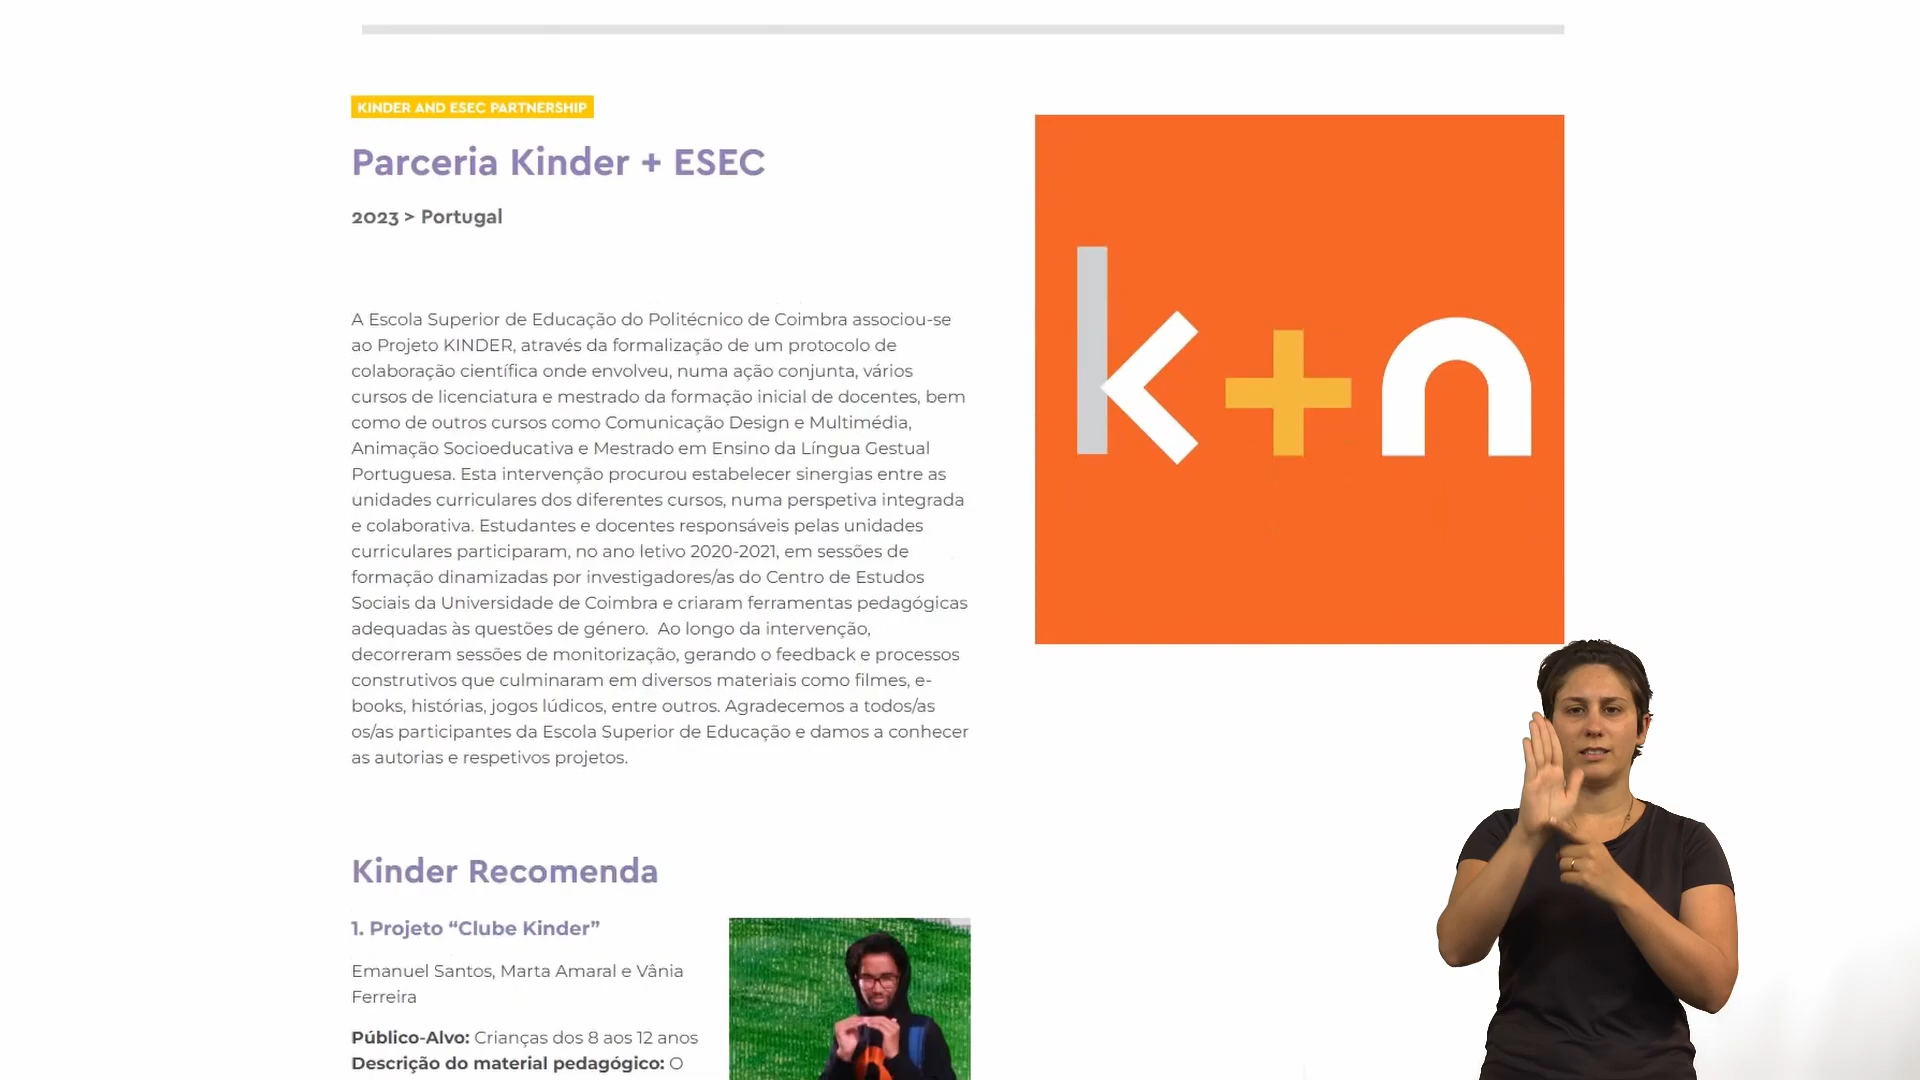 KINDER AND ESEC PARTNERSHIP
Parceria Kinder + ESEC
2023 > Portugal
A Escola Superior de Educação do Politécnico de Coimbra associou-se
ao Projeto KINDER, através da formalização de um protocolo de
colaboração científica onde envolveu, numa ação conjunta, vários
cursos de licenciatura e mestrado da formação inicial de docentes, bem
como de outros cursos como Comunicação Design e Multimédia,
Animação Socioeducativa e Mestrado em Ensino da Língua Gestual
Portuguesa. Esta intervenção procurou estabelecer sinergias entre as
unidades curriculares dos diferentes cursos, numa perspetiva integrada
e colaborativa. Estudantes e docentes responsáveis pelas unidades
curriculares participaram, no ano letivo 2020-2021, em sessões de
formação dinamizadas por investigadores/as do Centro de Estudos
Sociais da Universidade de Coimbra e criaram ferramentas pedagógicas
adequadas às questões de género.  Ao longo da intervenção,
decorreram sessões de monitorização, gerando o feedback e processos
construtivos que culminaram em diversos materiais como filmes, e-
books, histórias, jogos lúdicos, entre outros. Agradecemos a todos/as
os/as participantes da Escola Superior de Educação e damos a conhecer
as autorias e respetivos projetos.
k+n
Kinder Recomenda
1. Projeto “Clube Kinder”
Emanuel Santos, Marta Amaral e Vânia
Ferreira
Público-Alvo: Crianças dos 8 aos 12 anos
Descrição do material pedagógico: O